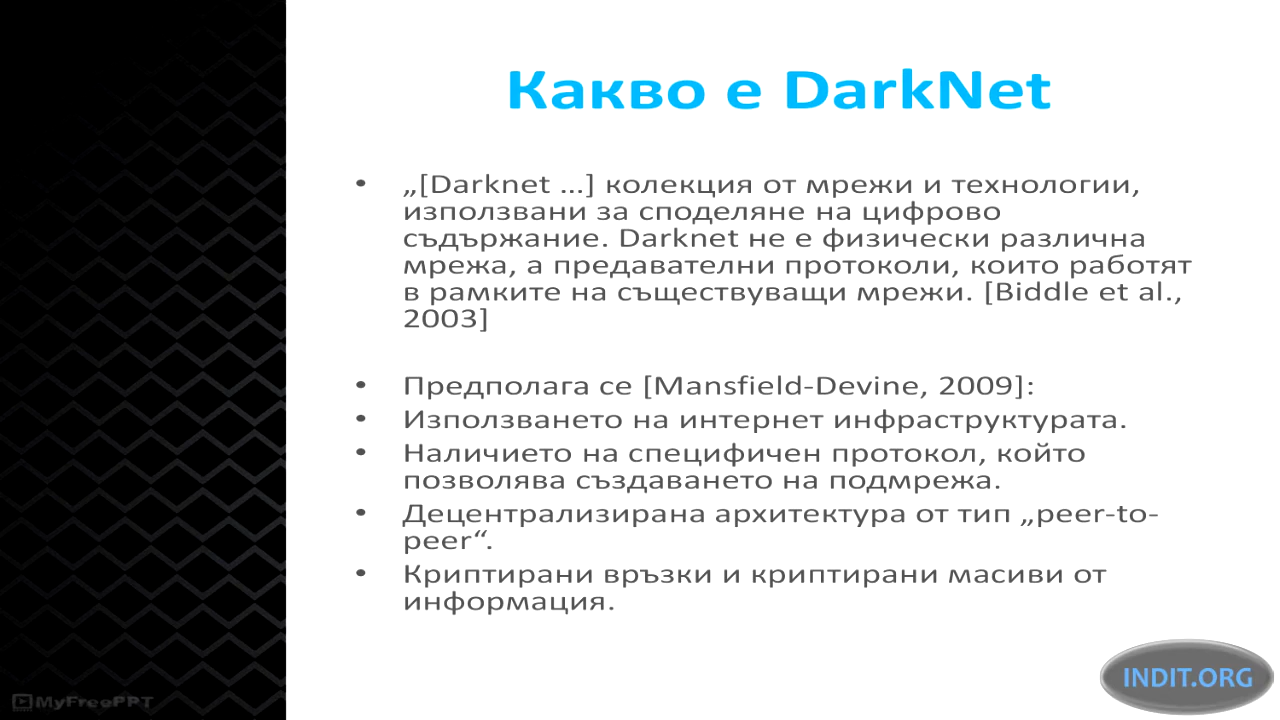 Какво е DarkNet
• „[Darknet ...] колекция от мрежи и технологии,
използвани за споделяне на цифрово
съдържание. Darknet не е физически различна
мрежа, а предавателни протоколи, които работят
в рамките на съществуващи мрежи. [Biddle et al.,
2003]
• Предполага се [Mansfield-Devine, 2009]:
• Използването на интернет инфраструктурата.
• Наличието на специфичен протокол, който
позволява създаването на подмрежа.
• Децентрализирана архитектура от тип „peer-to-
peer“.
• Криптирани връзки и криптирани масиви от
информация.
INDIT.ORG
MyFreePPT